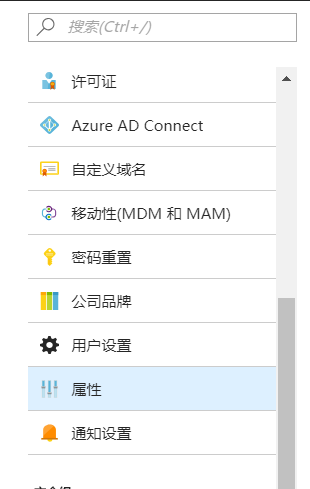 搜索(Ctrl+/)
许可证
Azure AD Connect
自定义域名
移动性(MDM 和 MAM)
密码重置
公司品牌
用户设置
属性
通知设置